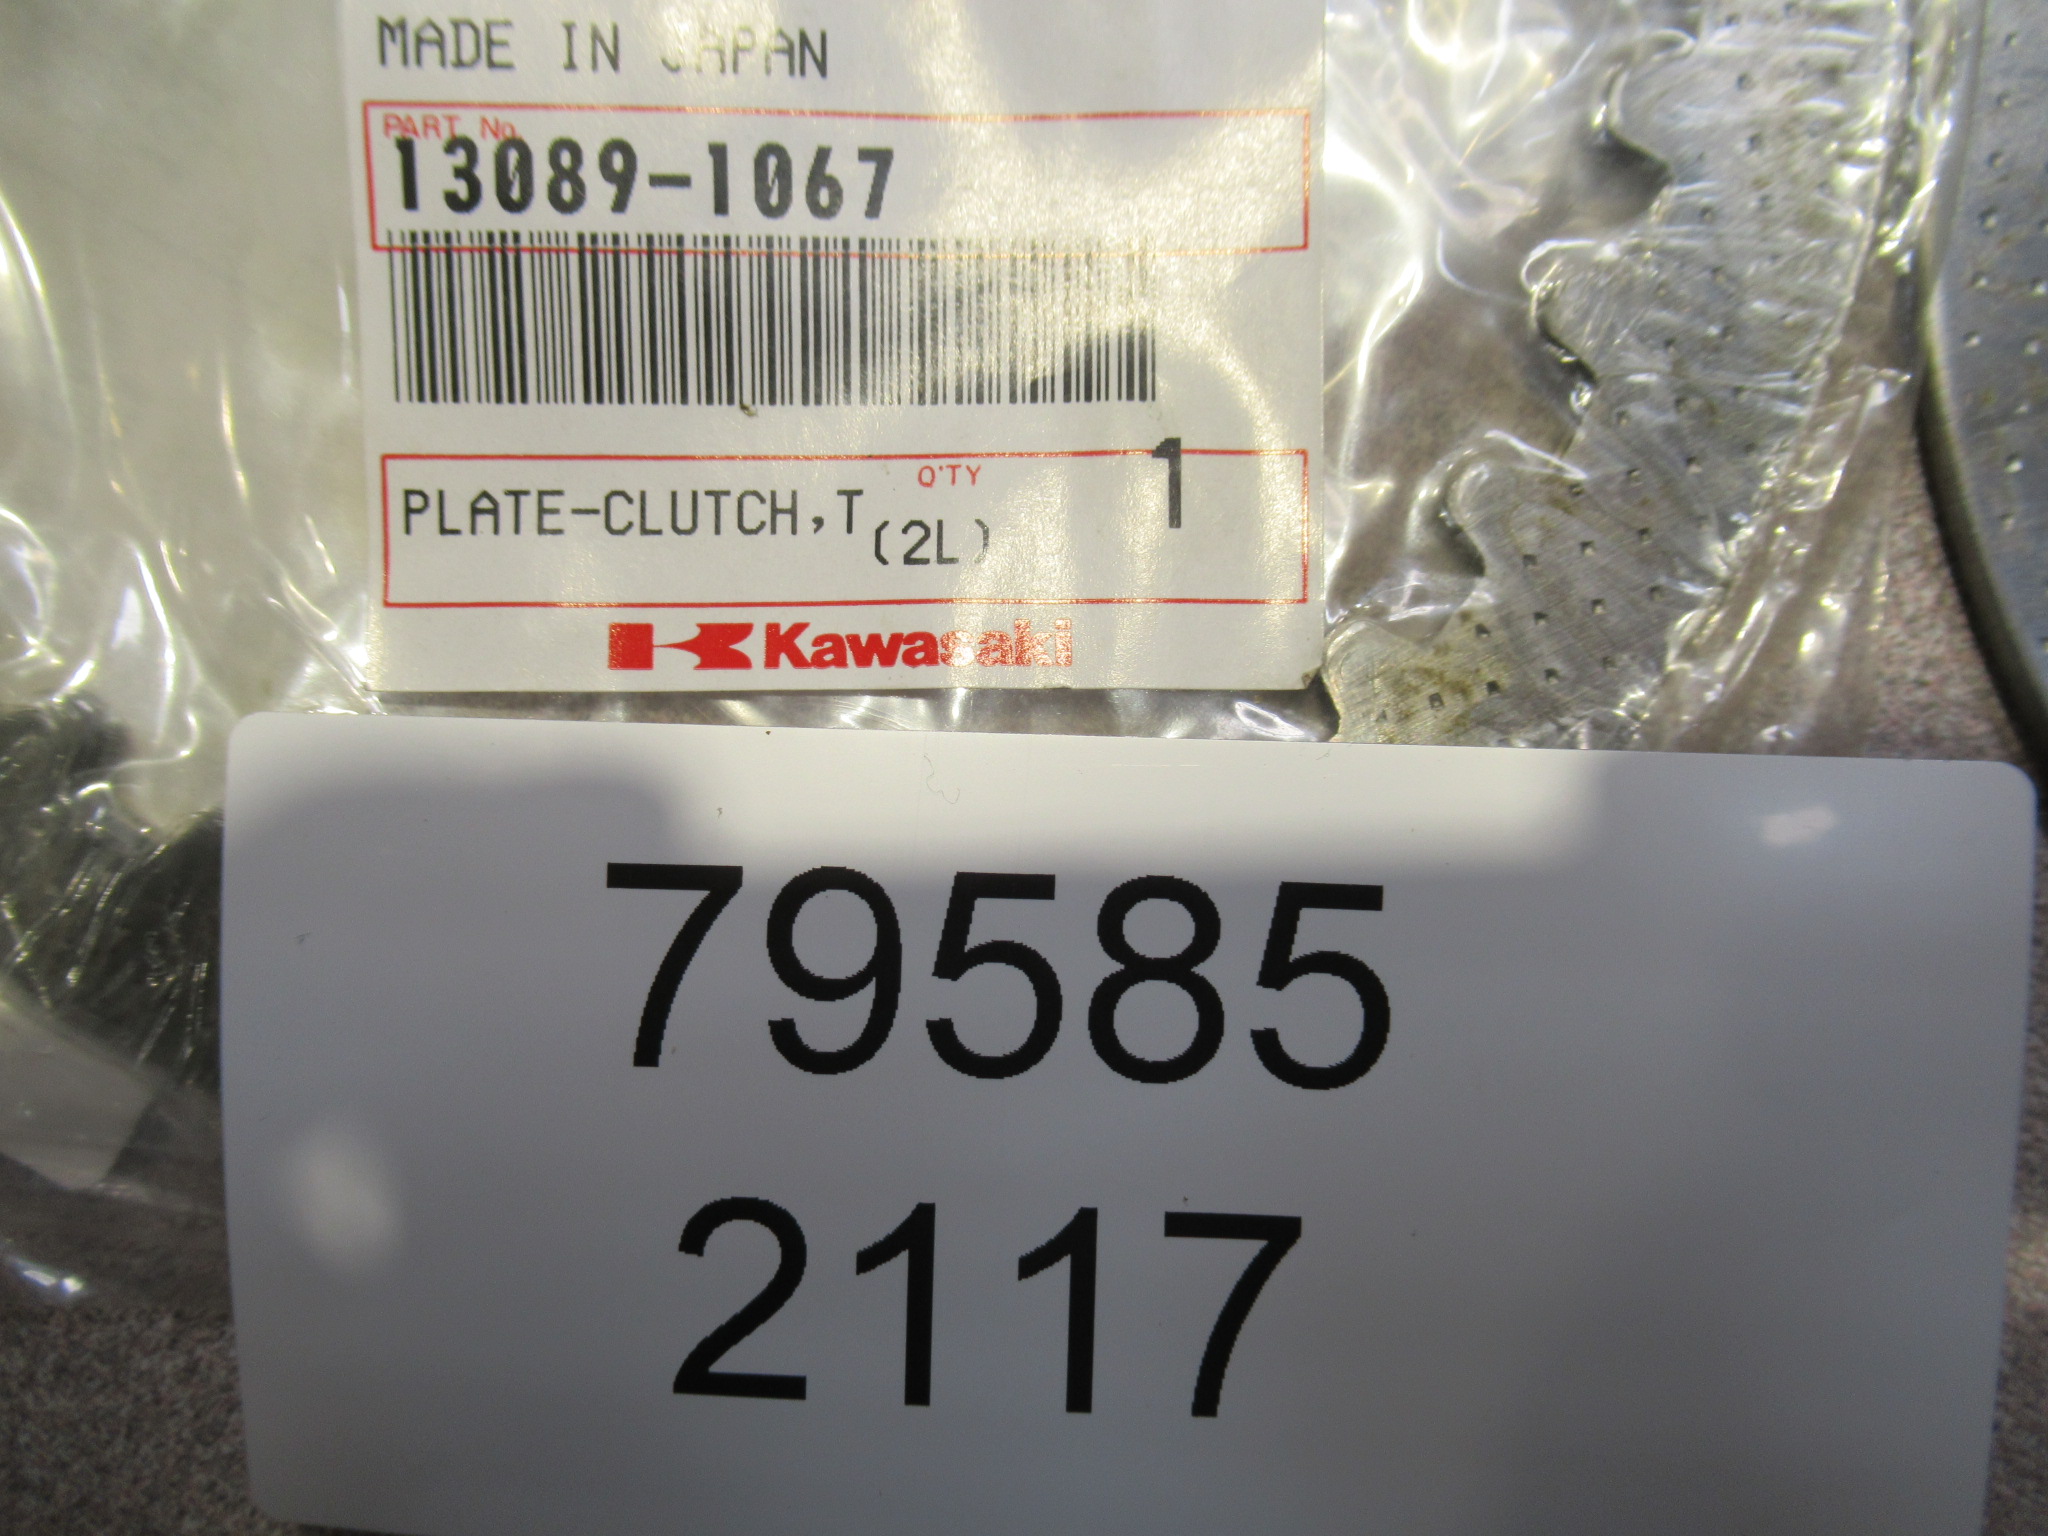 MADE IN JAPAN
PART No.
13089-1067
Q'TY
PLATE-CLUTCH,T (2L) 1
Kawasaki
79585
2117